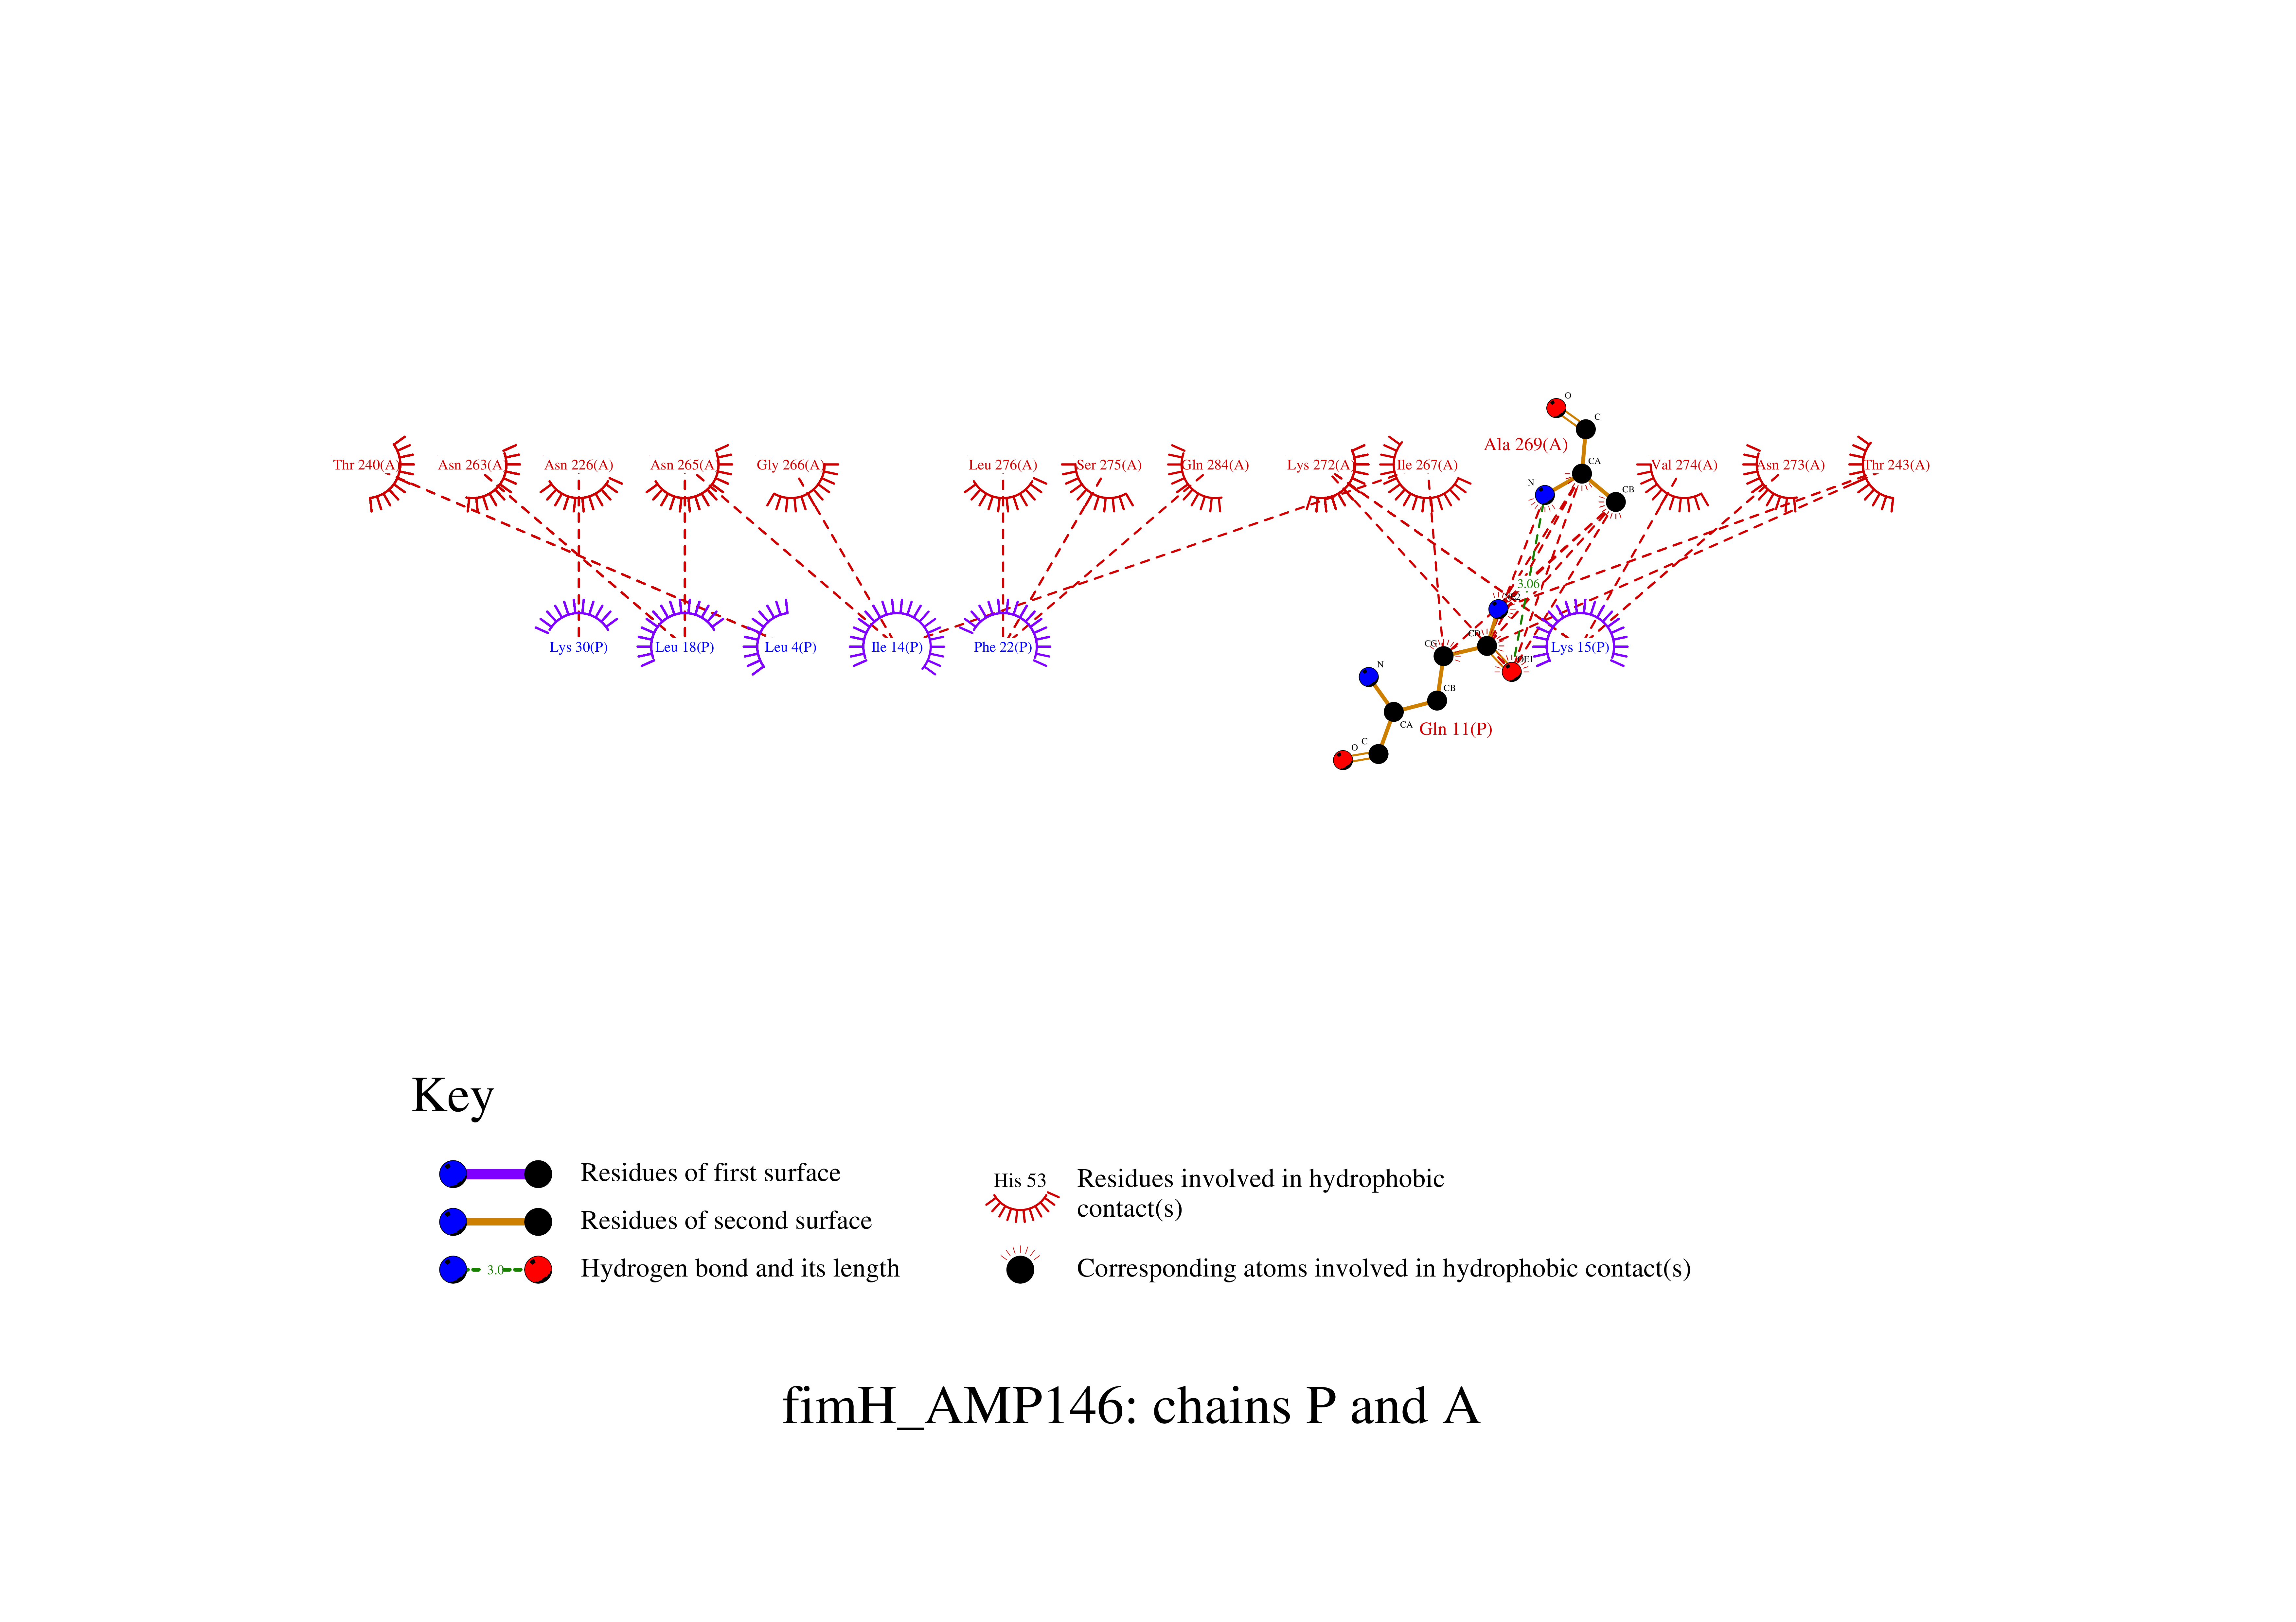 O
C
Ala 269(A)
CA
N
CB
Thr 240(A)
Asn 263(A)
Asn 226(A)
Asn 265(A)
Gly 266(A)
Leu 276(A)
Ser 275(A)
Gln 284(A)
Lys 272(A)
Ile 267(A)
Val 274(A)
Asn 273(A)
Thr 243(A)
3.06
Lys 30(P)
Leu 18(P)
Leu 4(P)
Ile 14(P)
Phe 22(P)
CG
CD
OE1
Lys 15(P)
N
CB
CA
Gln 11(P)
C
O
Key
Residues of first surface
Residues of second surface
3.0
Hydrogen bond and its length
His 53
Residues involved in hydrophobic
contact(s)
Corresponding atoms involved in hydrophobic contact(s)
fimH_AMP146: chains P and A